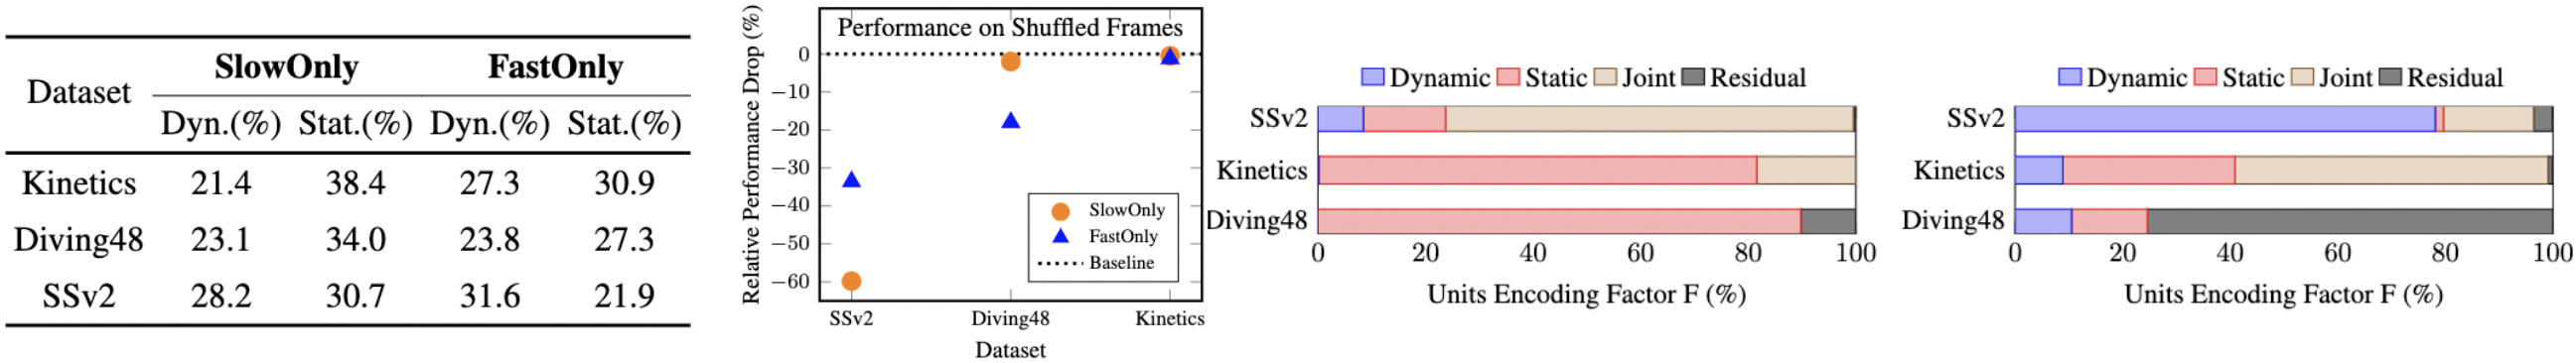 Dataset SlowOnly FastOnly
Dyn.(%) Stat.(%) Dyn.(%) Stat.(%)
Kinetics 21.4 38.4 27.3 30.9
Diving48 23.1 34.0 23.8 27.3
SSv2 28.2 30.7 31.6 21.9
Performance on Shuffled Frames
Relative Performance Drop (%)
0
−10
−20
−30
−40
−50
−60
SlowOnly
FastOnly
Baseline
SSv2 Diving48 Kinetics
Dataset
Dynamic Static Joint Residual
SSv2
Kinetics
Diving48
0 20 40 60 80 100
Units Encoding Factor F (%)
Dynamic Static Joint Residual
SSv2
Kinetics
Diving48
0 20 40 60 80 100
Units Encoding Factor F (%)